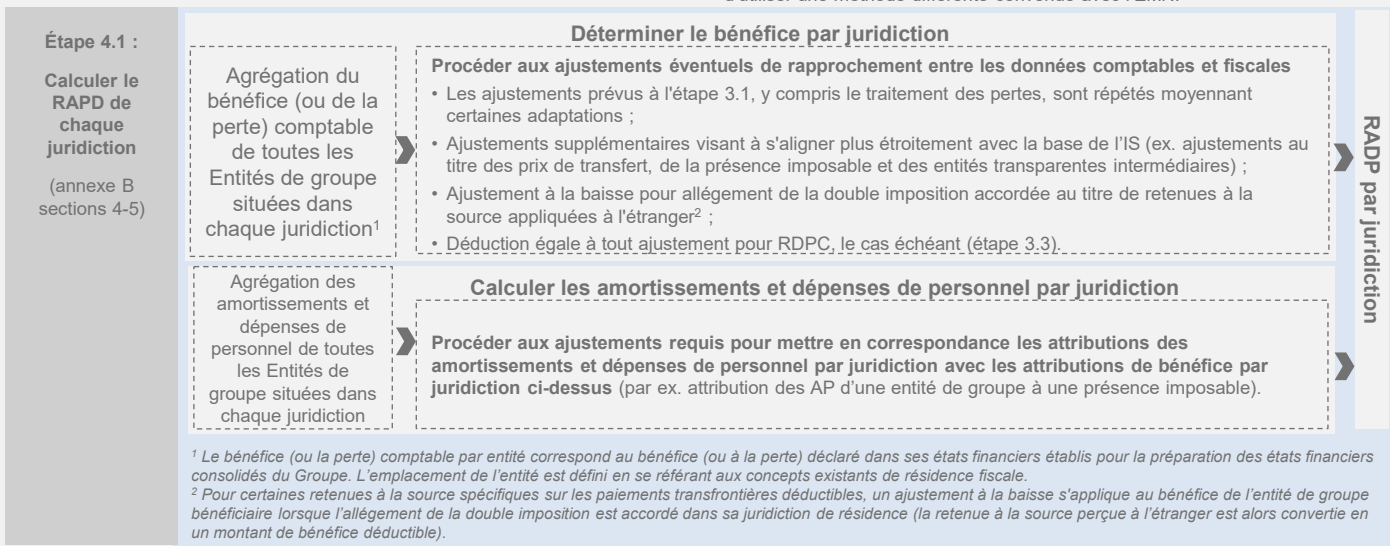 Étape 4.1 :
Calculer le
RAPD de
chaque
juridiction
(annexe B
sections 4-5)
Déterminer le bénéfice par juridiction
Agrégation du
bénéfice (ou de la
perte) comptable
de toutes les
Entités de groupe
situées dans
chaque juridiction¹
Procéder aux ajustements éventuels de rapprochement entre les données comptables et fiscales
• Les ajustements prévus à l'étape 3.1, y compris le traitement des pertes, sont répétés moyennant
certaines adaptations ;
• Ajustements supplémentaires visant à s'aligner plus étroitement avec la base de l'IS (ex. ajustements au
titre des prix de transfert, de la présence imposable et des entités transparentes intermédiaires) ;
• Ajustement à la baisse pour allégement de la double imposition accordée au titre de retenues à la
source appliquées à l'étranger² ;
• Déduction égale à tout ajustement pour RDPC, le cas échéant (étape 3.3).
Agrégation des
amortissements et
dépenses de
personnel de toutes
les Entités de
groupe situées dans
chaque juridiction
Calculer les amortissements et dépenses de personnel par juridiction
Procéder aux ajustements requis pour mettre en correspondance les attributions des
amortissements et dépenses de personnel par juridiction avec les attributions de bénéfice par
juridiction ci-dessus (par ex. attribution des AP d'une entité de groupe à une présence imposable).
RADP par juridiction
¹ Le bénéfice (ou la perte) comptable par entité correspond au bénéfice (ou à la perte) déclaré dans ses états financiers établis pour la préparation des états financiers
consolidés du Groupe. L'emplacement de l'entité est défini en se référant aux concepts existants de résidence fiscale.
² Pour certaines retenues à la source spécifiques sur les paiements transfrontières déductibles, un ajustement à la baisse s'applique au bénéfice de l'entité de groupe
bénéficiaire lorsque l'allégement de la double imposition est accordé dans sa juridiction de résidence (la retenue à la source perçue à l'étranger est alors convertie en
un montant de bénéfice déductible).